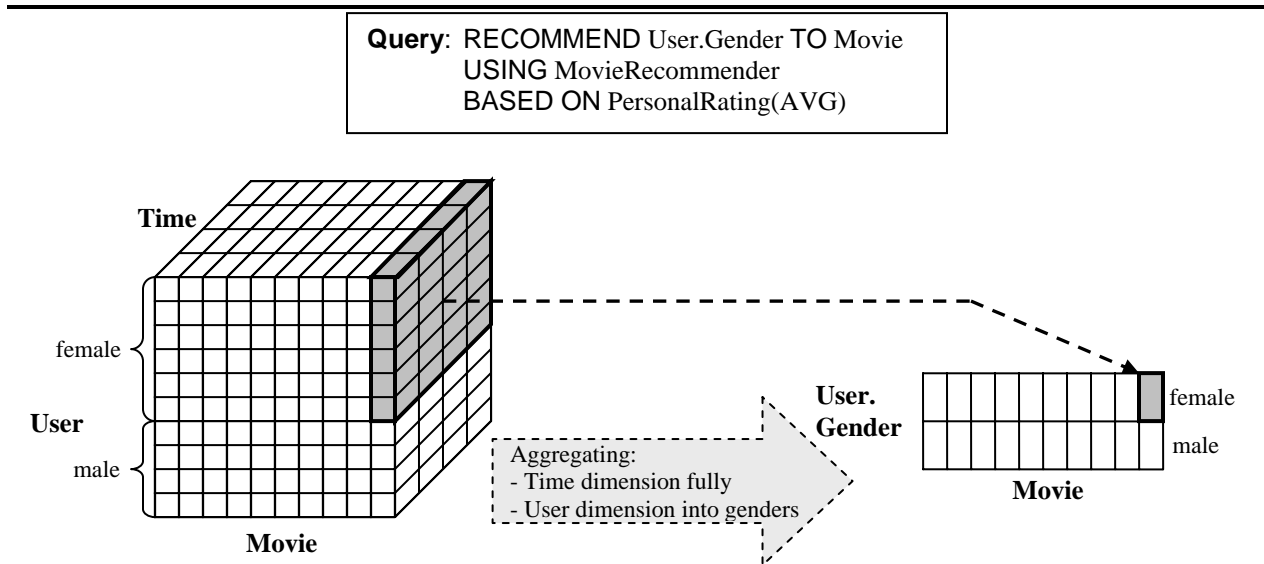 Query: RECOMMEND User.Gender TO Movie
USING MovieRecommender
BASED ON PersonalRating(AVG)
Time
female
User
male
Movie
Aggregating:
- Time dimension fully
- User dimension into genders
User.
Gender
female
male
Movie